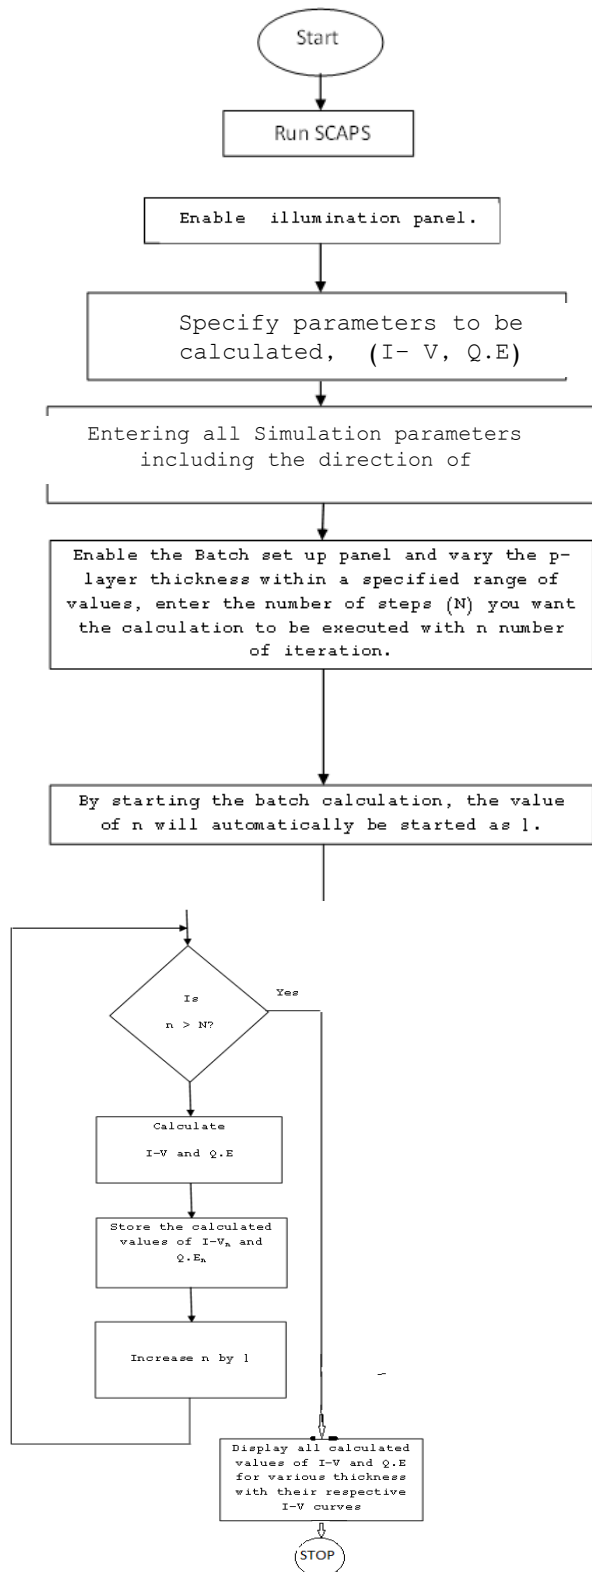 Start
Run SCAPS
Enable illumination panel.
Specify parameters to be
calculated, (I- V, Q.E)
Entering all Simulation parameters
including the direction of
Enable the Batch set up panel and vary the p-
layer thickness within a specified range of
values, enter the number of steps (N) you want
the calculation to be executed with n number
of iteration.
By starting the batch calculation, the value
of n will automatically be started as 1.
Is
n > N?
Yes
Calculate
I-V and Q.E
Store the calculated
values of I-Vₙ and
Q.Eₙ
Increase n by 1
Display all calculated
values of I-V and Q.E
for various thickness
with their respective
I-V curves
STOP